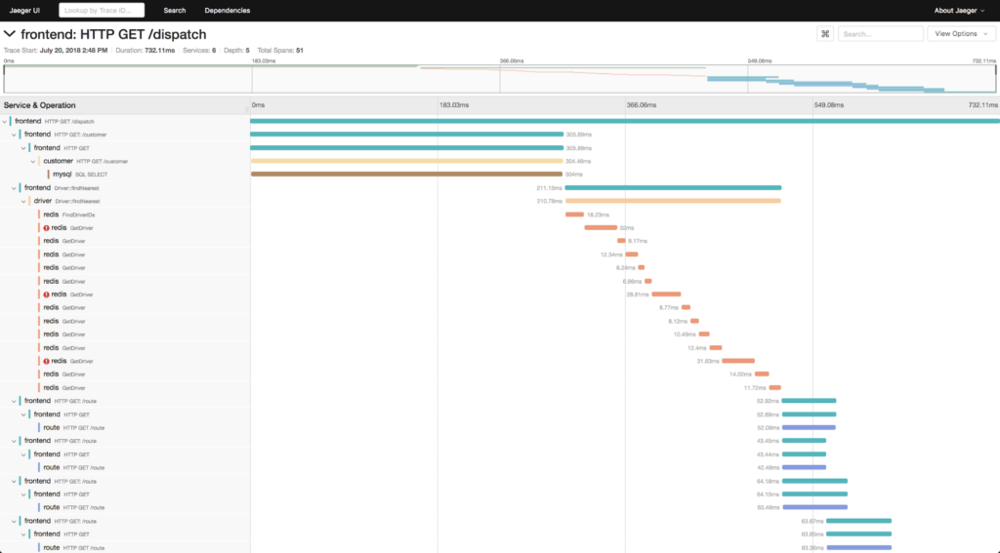 Jaeger UI Lookup by Trace ID... Search Dependencies About Jaeger
frontend: HTTP GET /dispatch ⌘ Search... View Options
Trace Start: July 20, 2018 2:48 PM Duration: 732.11ms Services: 6 Depth: 5 Total Spans: 51
0ms 183.03ms 366.06ms 549.08ms 732.11ms
Service & Operation 0ms 183.03ms 366.06ms 549.08ms 732.11ms
frontend HTTP GET /dispatch
frontend HTTP GET: /customer 305.89ms
frontend HTTP GET 305.88ms
customer HTTP GET /customer 304.48ms
mysql SQL SELECT 304ms
frontend Driver::findNearest 211.15ms
driver Driver::findNearest 210.78ms
redis FindDriverIDs 18.23ms
redis GetDriver 32ms
redis GetDriver 8.17ms
redis GetDriver 12.34ms
redis GetDriver 6.24ms
redis GetDriver
redis GetDriver 28.81ms
redis GetDriver 8.77ms
redis GetDriver 8.12ms
redis GetDriver 10.49ms
redis GetDriver 12.4ms
redis GetDriver 31.63ms
redis GetDriver 14.02ms
redis GetDriver 11.72ms
frontend HTTP GET: /route 52.92ms
frontend HTTP GET 52.89ms
route HTTP GET /route 52.09ms
frontend HTTP GET: /route 43.45ms
frontend HTTP GET 43.44ms
route HTTP GET /route 42.48ms
frontend HTTP GET: /route 64.18ms
frontend HTTP GET 64.15ms
route HTTP GET /route 63.49ms
frontend HTTP GET: /route 63.87ms
frontend HTTP GET 63.85ms
route HTTP GET /route